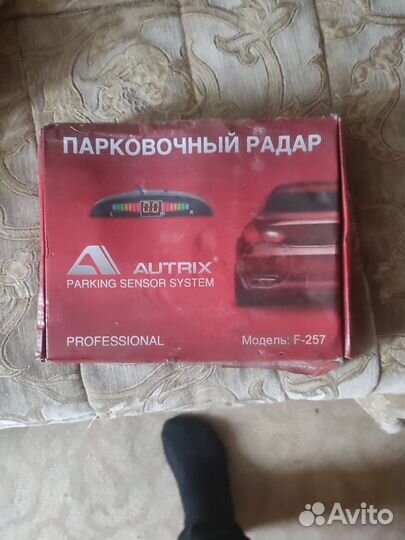 ПАРКОВОЧНЫЙ РАДАР
AUTRIX
PARKING SENSOR SYSTEM
PROFESSIONAL
Модель: F-257
Avito